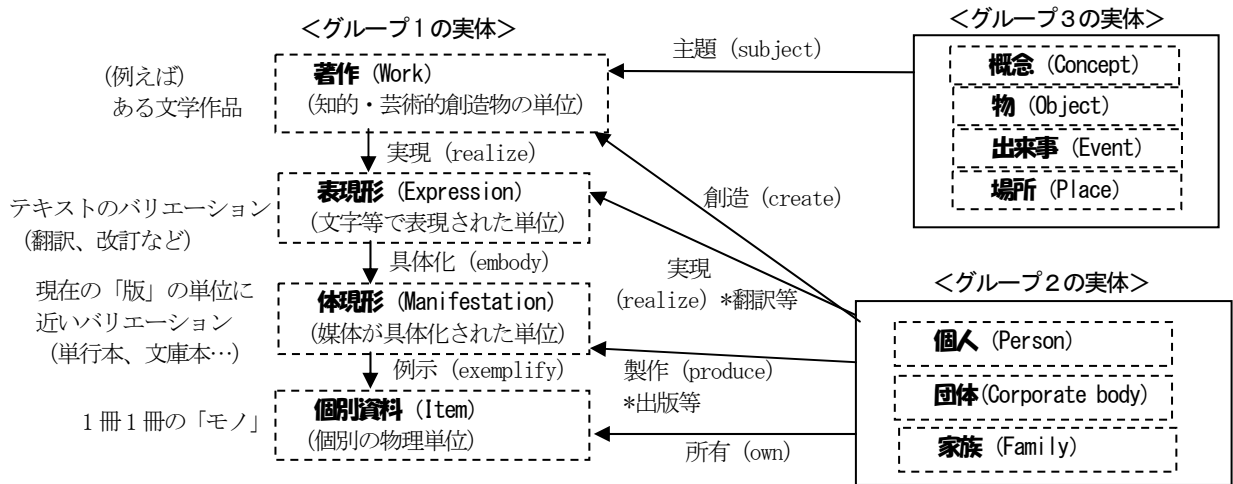 ＜グループ１の実体＞
著作 (Work)
(知的・芸術的創造物の単位)
(例えば)
ある文学作品
実現 (realize)
表現形 (Expression)
(文字等で表現された単位)
テキストのバリエーション
(翻訳、改訂など)
具体化 (embody)
体現形 (Manifestation)
(媒体が具体化された単位)
現在の「版」の単位に
近いバリエーション
(単行本、文庫本…)
例示 (exemplify)
個別資料 (Item)
(個別の物理単位)
１冊１冊の「モノ」
主題 (subject)
創造 (create)
実現
(realize) *翻訳等
製作 (produce)
*出版等
所有 (own)
＜グループ３の実体＞
概念 (Concept)
物 (Object)
出来事 (Event)
場所 (Place)
＜グループ２の実体＞
個人 (Person)
団体(Corporate body)
家族 (Family)